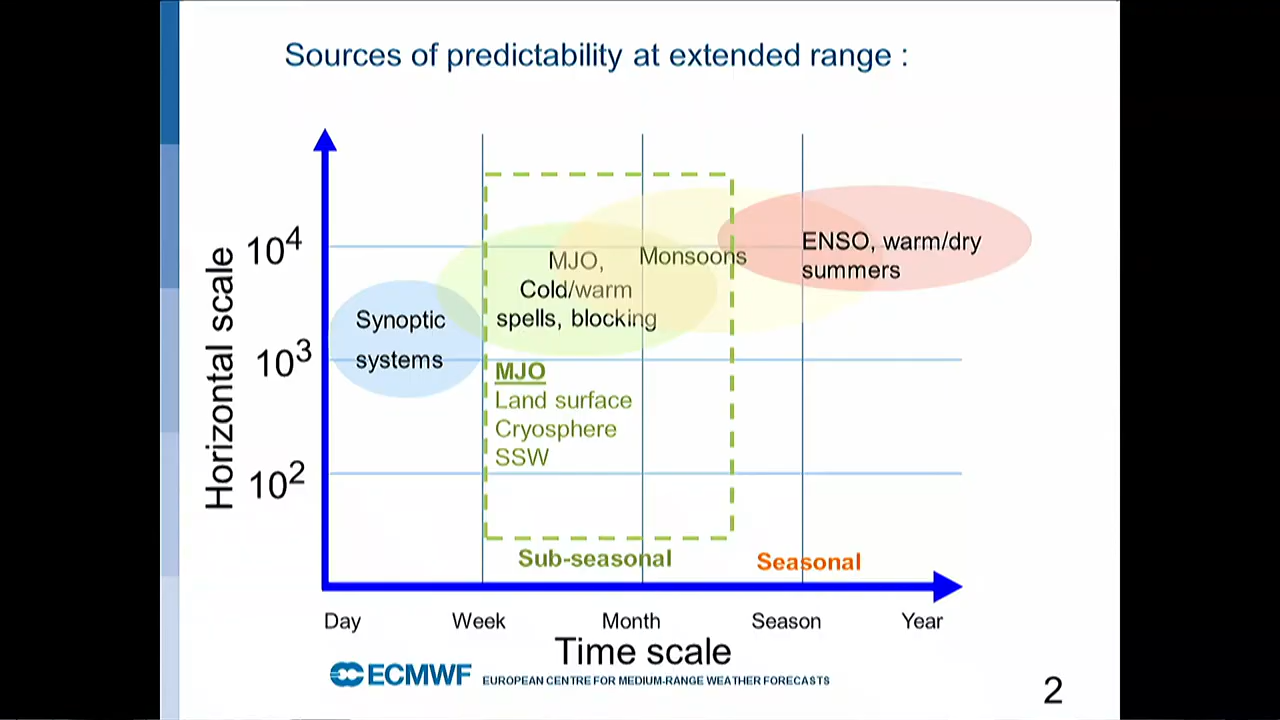 Sources of predictability at extended range :
Horizontal scale
10⁴
10³
10²
Synoptic
systems
MJO,
Cold/warm
spells, blocking
Monsoons
ENSO, warm/dry
summers
MJO
Land surface
Cryosphere
SSW
Sub-seasonal
Seasonal
Day
Week
Month
Season
Year
Time scale
ECMWF
EUROPEAN CENTRE FOR MEDIUM-RANGE WEATHER FORECASTS
2